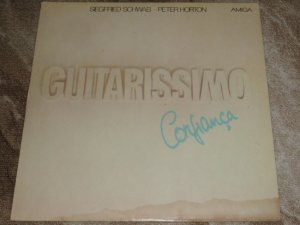 SIEGFRIED SCHWAB PETER HORTON AMIGA
GUITARISSIMO
Confiança